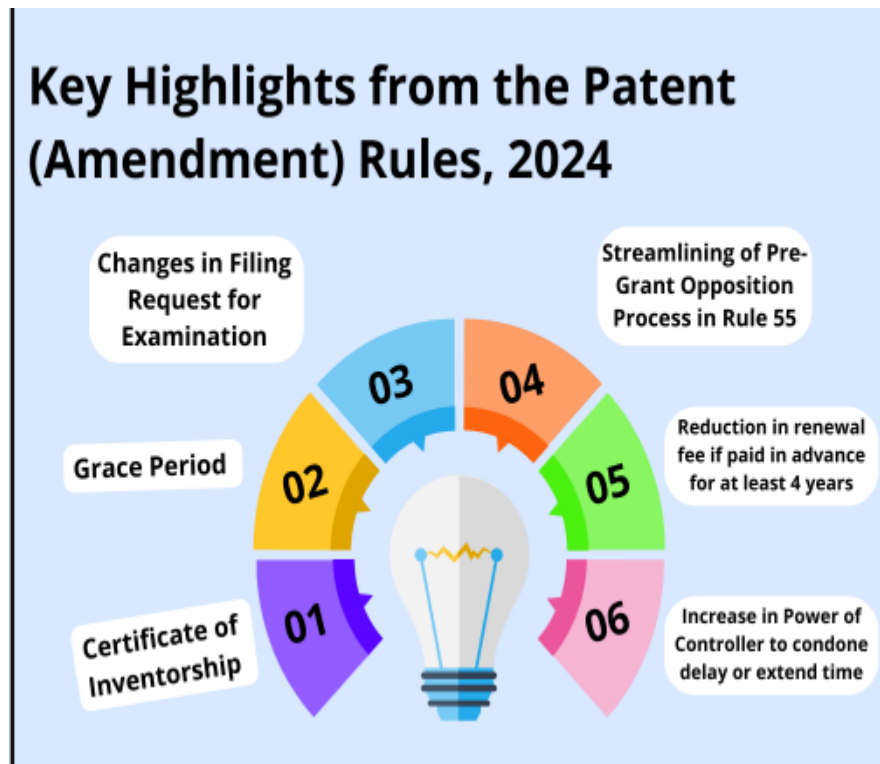 Key Highlights from the Patent
(Amendment) Rules, 2024
Changes in Filing
Request for
Examination
Streamlining of Pre-
Grant Opposition
Process in Rule 55
03
04
Grace Period
02
05
Reduction in renewal
fee if paid in advance
for at least 4 years
Certificate of
Inventorship
01
06
Increase in Power of
Controller to condone
delay or extend time